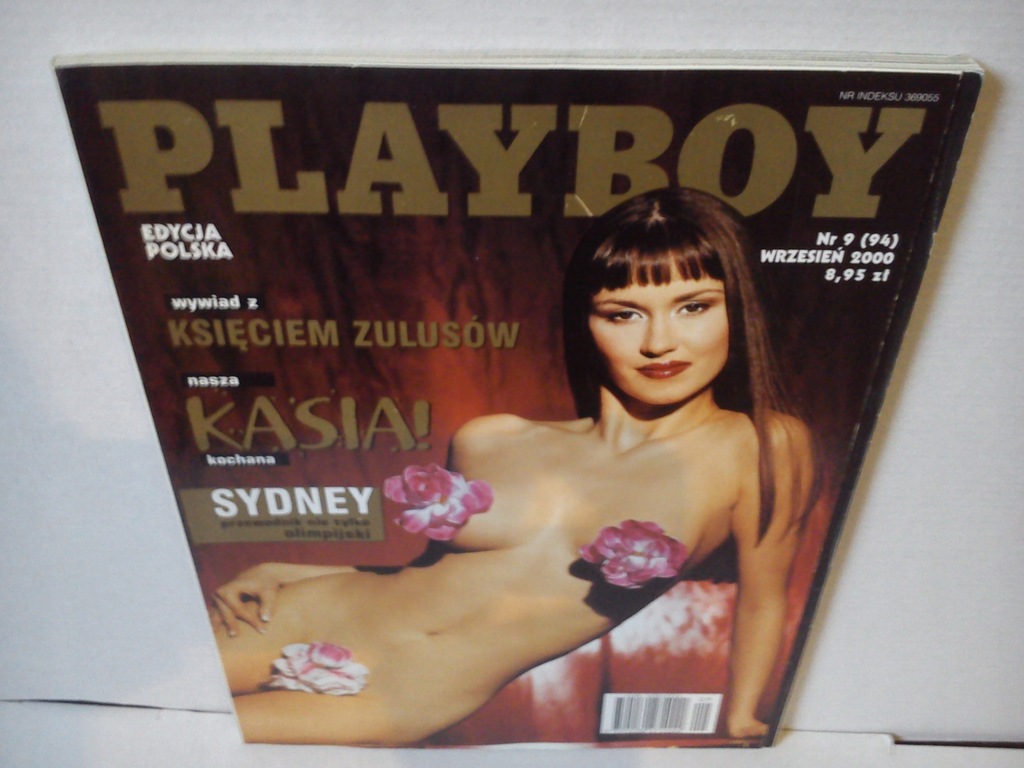 NR INDEKSU 369055
PLAYBOY
EDYCJA
POLSKA
Nr 9 (94)
WRZESIEŃ 2000
8,95 zł
wywiad z
KSIĘCIEM ZULUSÓW
nasza
KASIA!
kochana
SYDNEY
przewodnik nie tylko
olimpijski